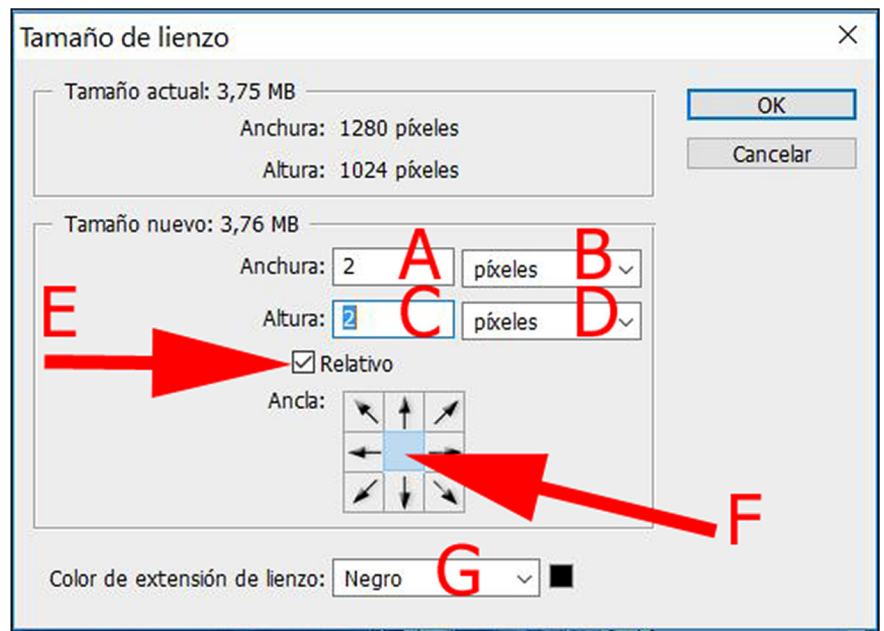 Tamaño de lienzo
Tamaño actual: 3,75 MB
Anchura: 1280 píxeles
Altura: 1024 píxeles
OK
Cancelar
Tamaño nuevo: 3,76 MB
Anchura: 2 A píxeles B
Altura: 2 C píxeles D
E
Relativo
Ancla:
F
Color de extensión de lienzo: Negro G